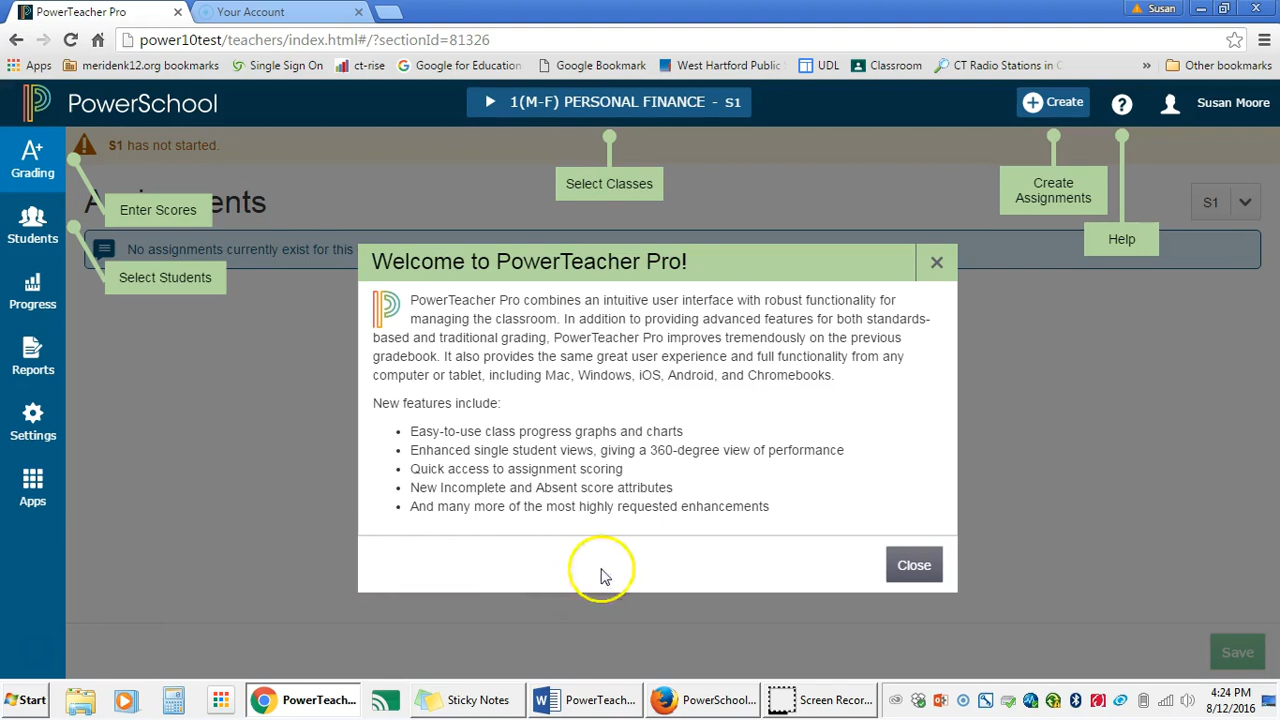 PowerTeacher Pro
Your Account
Susan
power10test/teachers/index.html#/?sectionId=81326
Apps
meridenk12.org bookmarks
Single Sign On
ct-rise
Google for Education
Google Bookmark
West Hartford Public
UDL
Classroom
CT Radio Stations in C
»
Other bookmarks
PowerSchool
1(M-F) PERSONAL FINANCE - S1
Create
Susan Moore
A+
Grading
Students
Progress
Reports
Settings
Apps
S1 has not started.
Enter Scores
Select Students
Select Classes
Create
Assignments
Help
S1
No assignments currently exist for this
Welcome to PowerTeacher Pro!
PowerTeacher Pro combines an intuitive user interface with robust functionality for
managing the classroom. In addition to providing advanced features for both standards-
based and traditional grading, PowerTeacher Pro improves tremendously on the previous
gradebook. It also provides the same great user experience and full functionality from any
computer or tablet, including Mac, Windows, iOS, Android, and Chromebooks.
New features include:
• Easy-to-use class progress graphs and charts
• Enhanced single student views, giving a 360-degree view of performance
• Quick access to assignment scoring
• New Incomplete and Absent score attributes
• And many more of the most highly requested enhancements
Close
Save
Start
PowerTeach...
Sticky Notes...
PowerTeach...
PowerSchool...
Screen Recor...
4:24 PM
8/12/2016